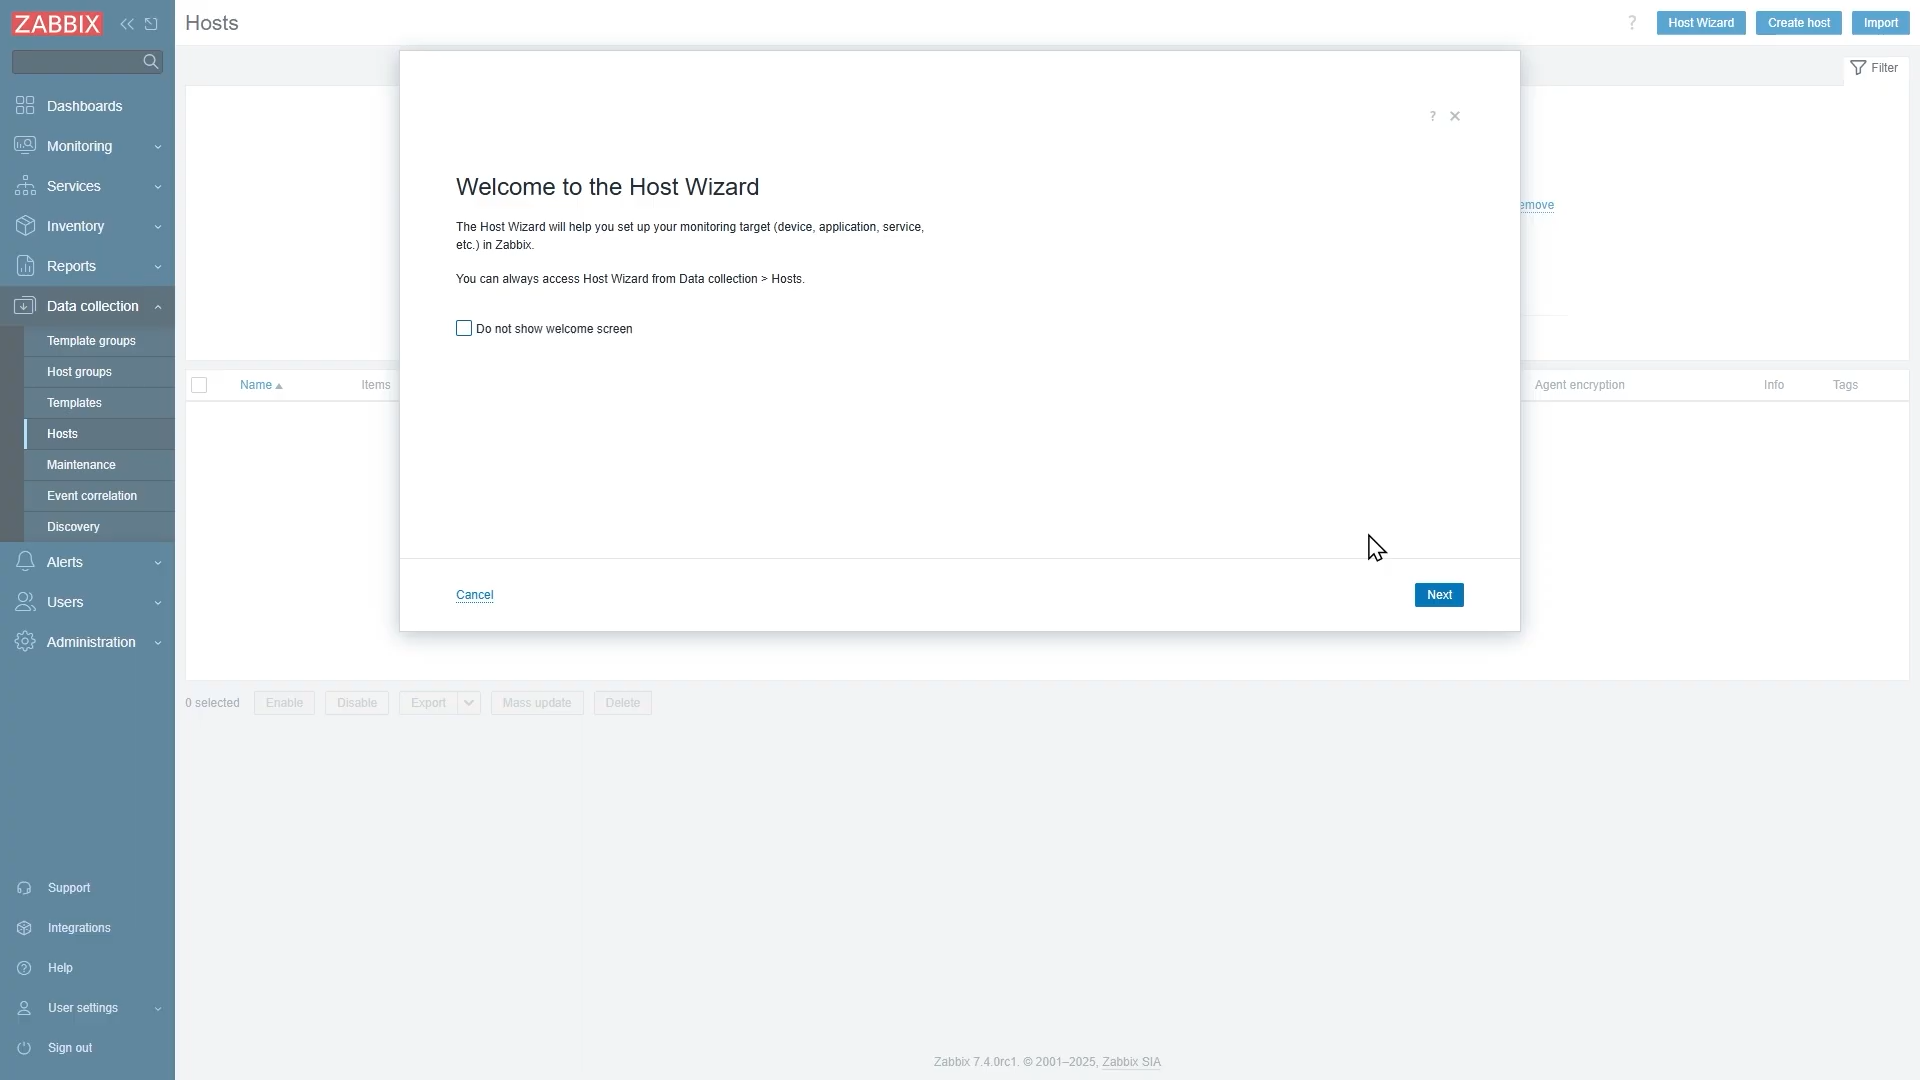 ZABBIX
Hosts
?
Host Wizard
Create host
Import
Filter
Dashboards
Monitoring
Services
Inventory
Reports
Data collection
Template groups
Host groups
Templates
Hosts
Maintenance
Event correlation
Discovery
Alerts
Users
Administration
Support
Integrations
Help
User settings
Sign out
?
Welcome to the Host Wizard
The Host Wizard will help you set up your monitoring target (device, application, service,
etc.) in Zabbix.
You can always access Host Wizard from Data collection > Hosts.
Do not show welcome screen
Cancel
Next
emove
Name
Items
Agent encryption
Info
Tags
0 selected
Enable
Disable
Export
Mass update
Delete
Zabbix 7.4.0rc1. © 2001–2025, Zabbix SIA